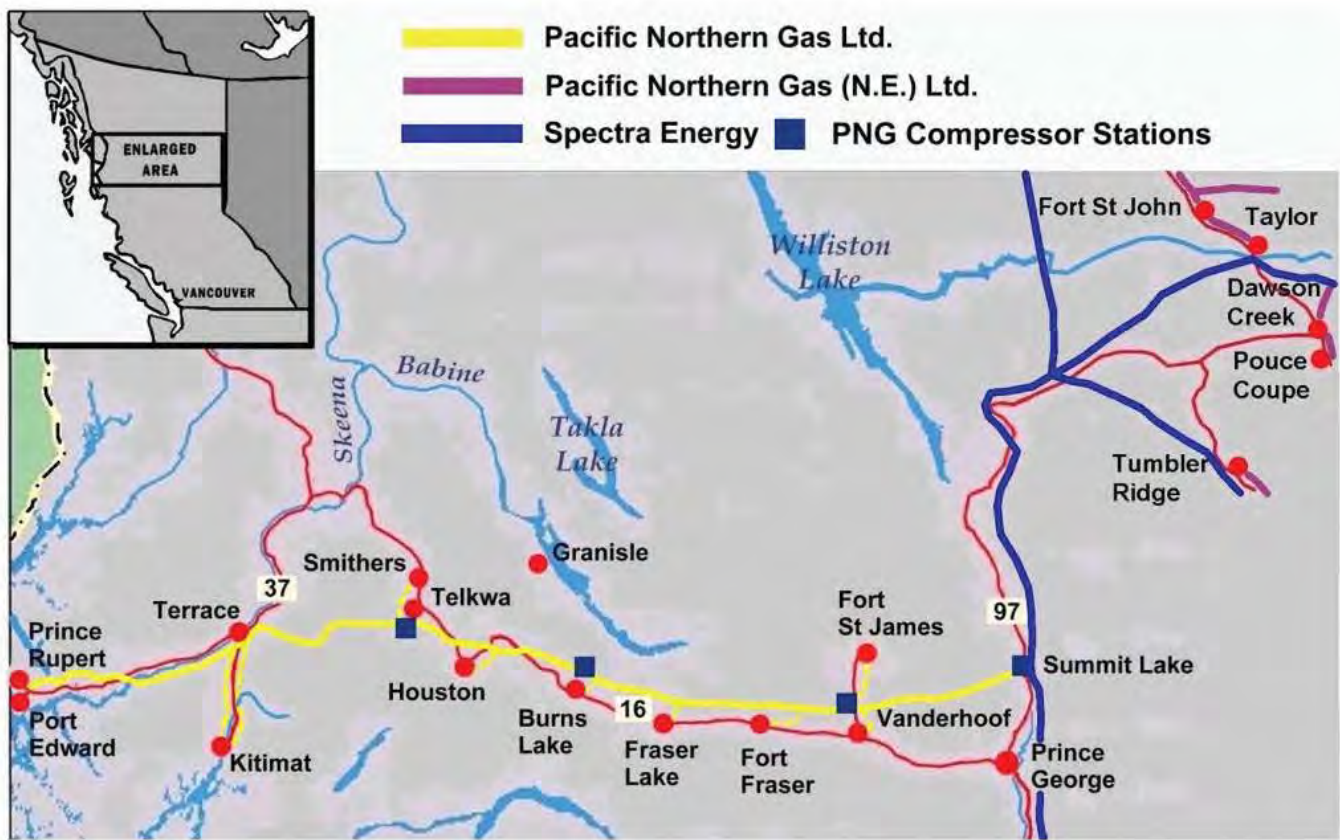 Pacific Northern Gas Ltd.
Pacific Northern Gas (N.E.) Ltd.
Spectra Energy
PNG Compressor Stations
ENLARGED
AREA
VANCOUVER
Fort St John
Taylor
Williston
Lake
Dawson
Creek
Pouce
Coupe
Skeena
Babine
Takla
Lake
Tumbler
Ridge
Granisle
Smithers
37
Telkwa
Terrace
Fort
St James
97
Prince
Rupert
Summit Lake
Houston
Port
Edward
Burns
Lake
16
Vanderhoof
Kitimat
Fraser
Lake
Fort
Fraser
Prince
George